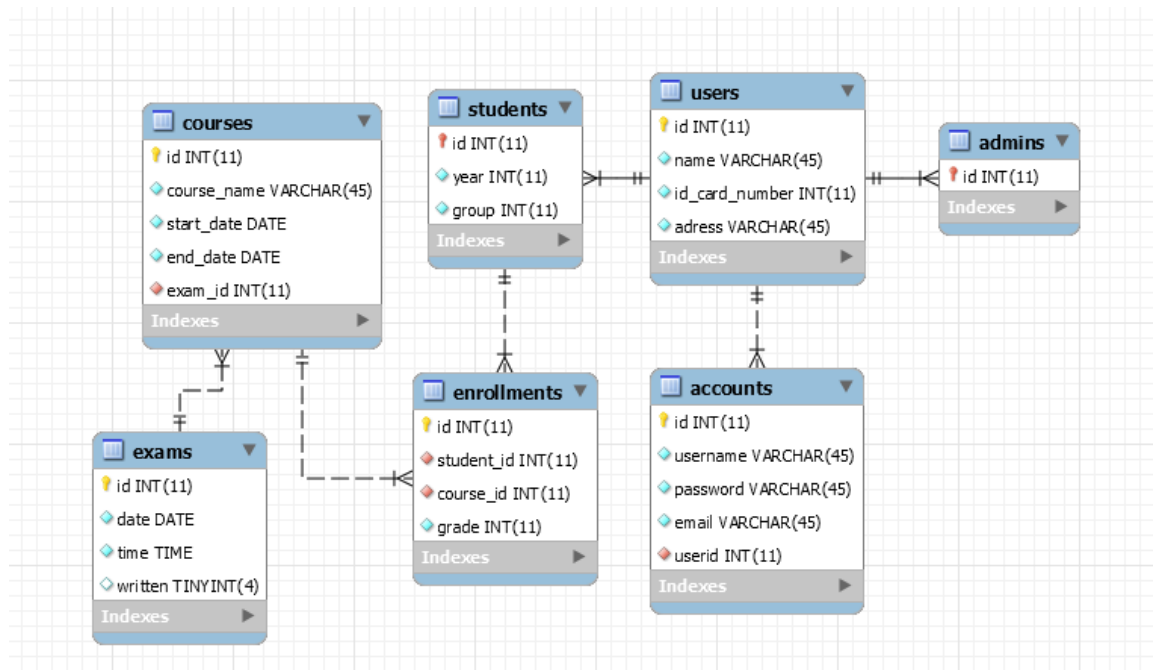 courses
id INT(11)
course_name VARCHAR(45)
start_date DATE
end_date DATE
exam_id INT(11)
Indexes
students
id INT(11)
year INT(11)
group INT(11)
Indexes
users
id INT(11)
name VARCHAR(45)
id_card_number INT(11)
adress VARCHAR(45)
Indexes
admins
id INT(11)
Indexes
exams
id INT(11)
date DATE
time TIME
written TINYINT(4)
Indexes
enrollments
id INT(11)
student_id INT(11)
course_id INT(11)
grade INT(11)
Indexes
accounts
id INT(11)
username VARCHAR(45)
password VARCHAR(45)
email VARCHAR(45)
userid INT(11)
Indexes